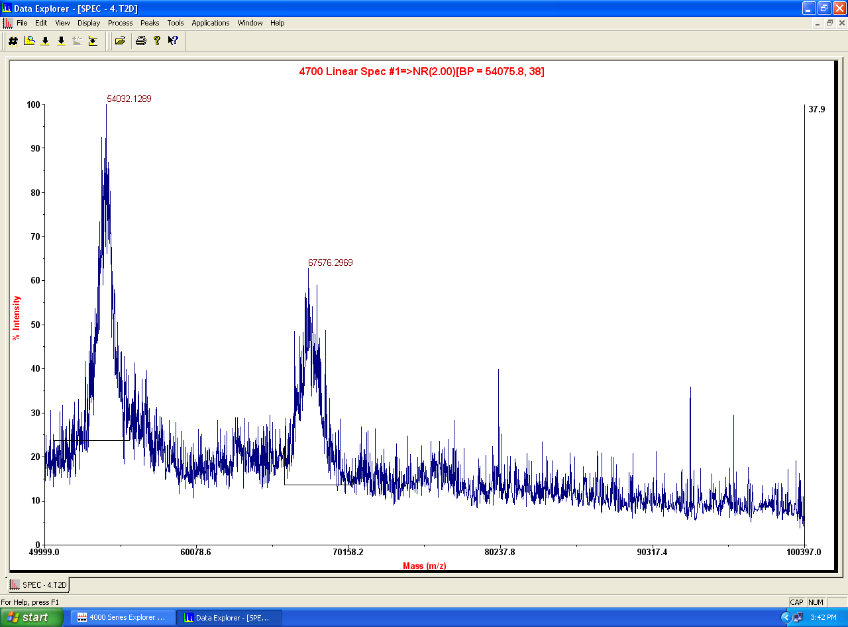 Data Explorer - [SPEC - 4.T2D]
File Edit View Display Process Peaks Tools Applications Window Help
4700 Linear Spec #1=>NR(2.00)[BP = 54075.8, 38]
54032.1289
100
37.9
90
80
70
67576.2969
60
% Intensity
50
40
30
20
10
0
49999.0 60078.6 70158.2 80237.8 90317.4 100397.0
Mass (m/z)
SPEC - 4.T2D
For Help, press F1
CAP NUM
start 4000 Series Explorer ... Data Explorer - [SPE... 3:42 PM